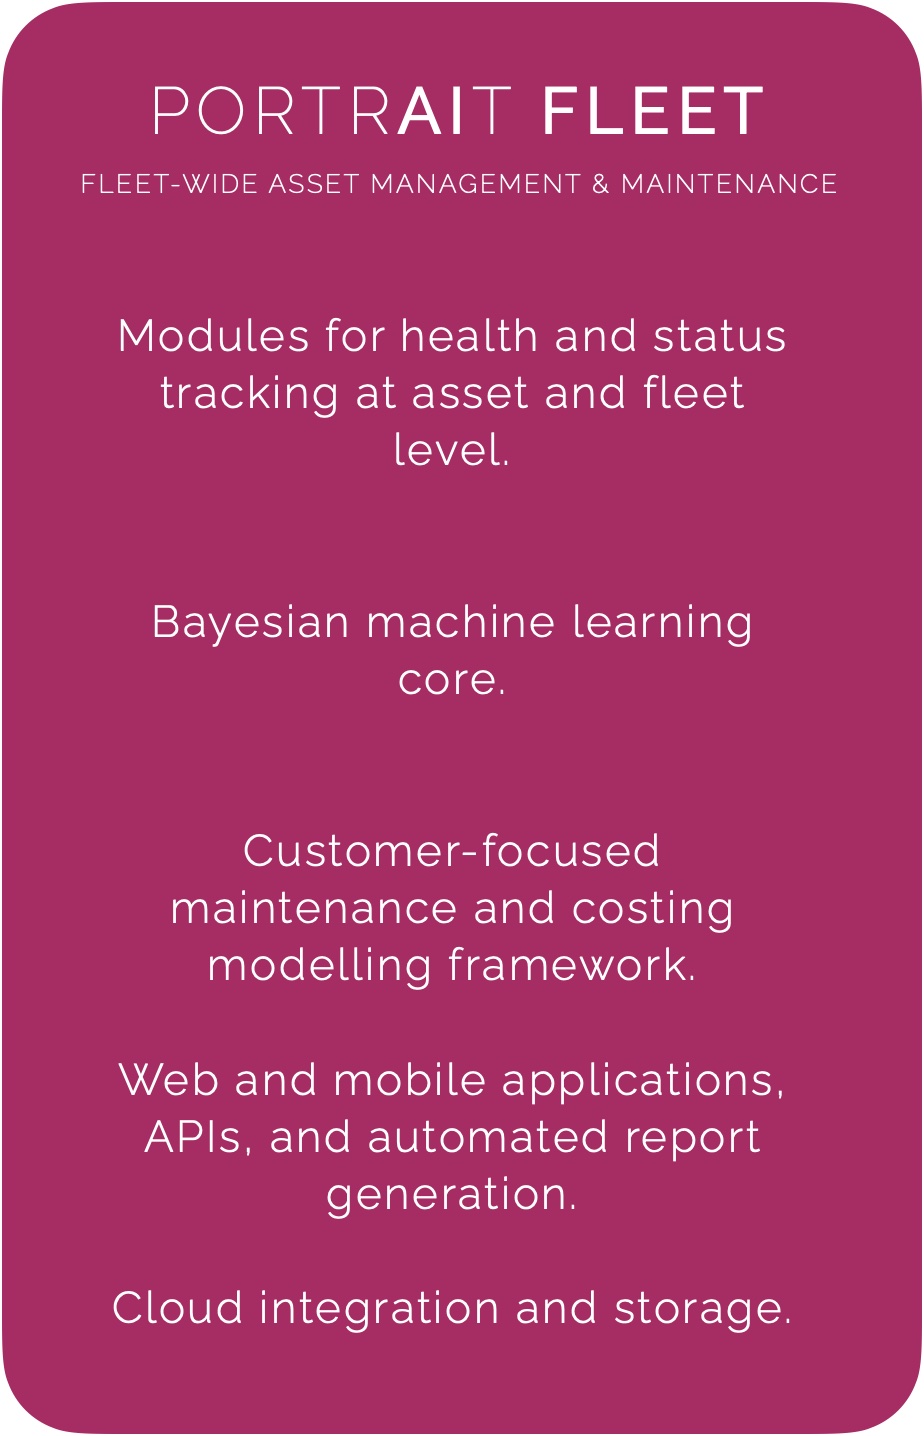 PORTRAIT FLEET
FLEET-WIDE ASSET MANAGEMENT & MAINTENANCE
Modules for health and status
tracking at asset and fleet
level.
Bayesian machine learning
core.
Customer-focused
maintenance and costing
modelling framework.
Web and mobile applications,
APIs, and automated report
generation.
Cloud integration and storage.